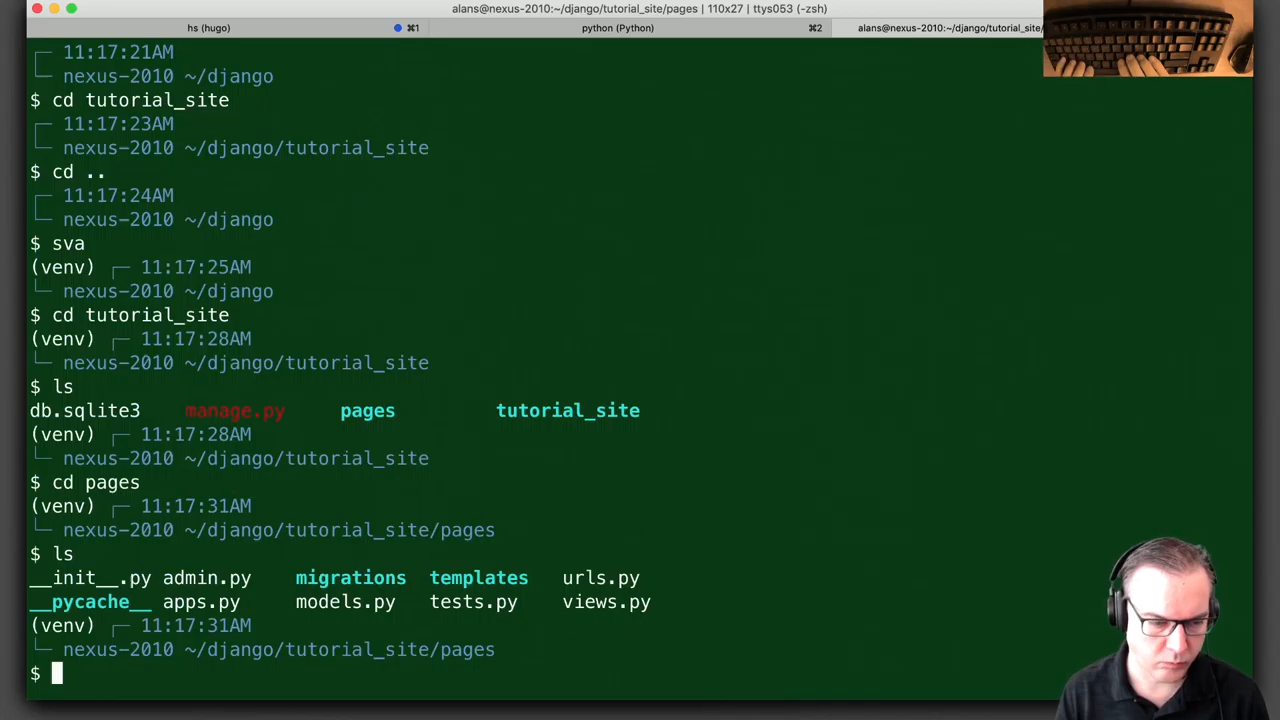 alans@nexus-2010:~/django/tutorial_site/pages | 110x27 | ttys053 (-zsh)
hs (hugo) ⌘1 python (Python) ⌘2 alans@nexus-2010:~/django/tutorial_site/
11:17:21AM
nexus-2010 ~/django
$ cd tutorial_site
11:17:23AM
nexus-2010 ~/django/tutorial_site
$ cd ..
11:17:24AM
nexus-2010 ~/django
$ sva
(venv) 11:17:25AM
nexus-2010 ~/django
$ cd tutorial_site
(venv) 11:17:28AM
nexus-2010 ~/django/tutorial_site
$ ls
db.sqlite3 manage.py pages tutorial_site
(venv) 11:17:28AM
nexus-2010 ~/django/tutorial_site
$ cd pages
(venv) 11:17:31AM
nexus-2010 ~/django/tutorial_site/pages
$ ls
__init__.py admin.py migrations templates urls.py
__pycache__ apps.py models.py tests.py views.py
(venv) 11:17:31AM
nexus-2010 ~/django/tutorial_site/pages
$